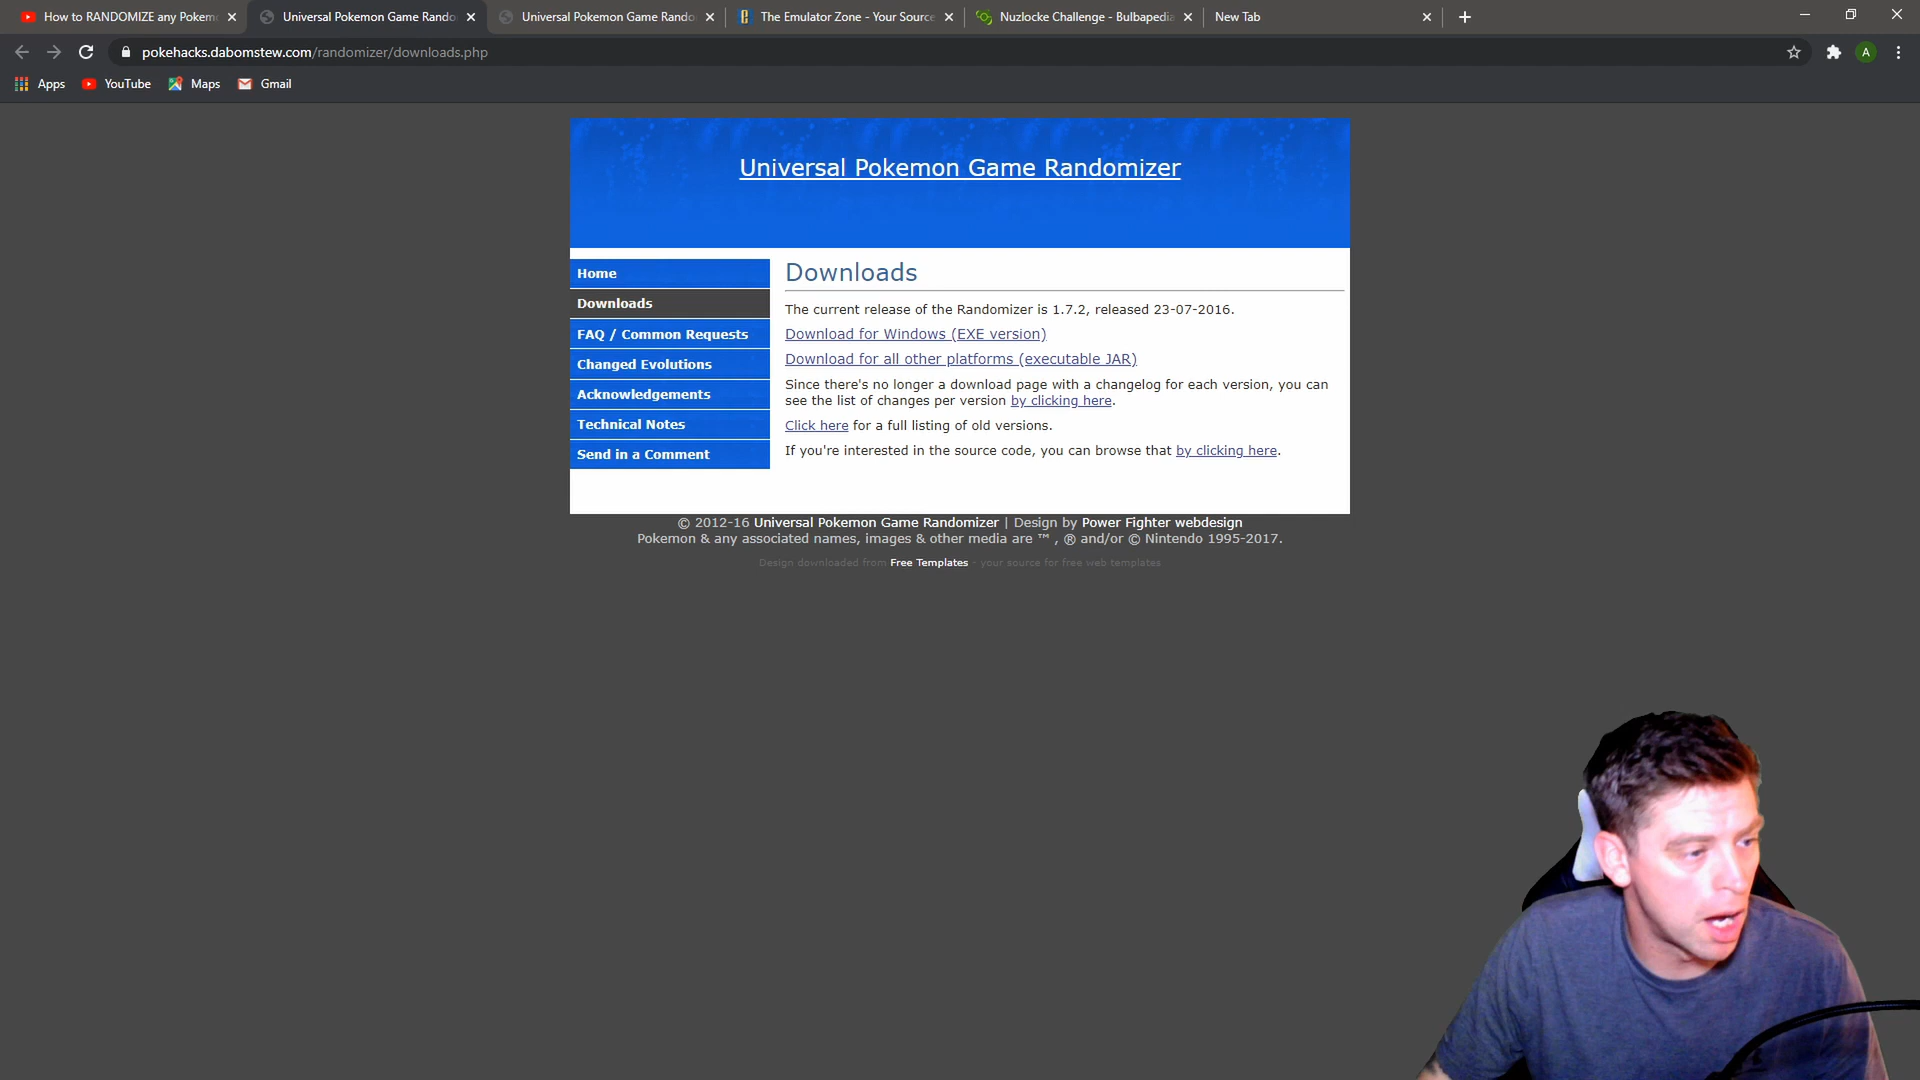 How to RANDOMIZE any Pokem
Universal Pokemon Game Rando
Universal Pokemon Game Rando
The Emulator Zone - Your Source
Nuzlocke Challenge - Bulbapedia
New Tab
pokehacks.dabomstew.com/randomizer/downloads.php
A
Apps
YouTube
Maps
Gmail
Universal Pokemon Game Randomizer
Home
Downloads
FAQ / Common Requests
Changed Evolutions
Acknowledgements
Technical Notes
Send in a Comment
Downloads
The current release of the Randomizer is 1.7.2, released 23-07-2016.
Download for Windows (EXE version)
Download for all other platforms (executable JAR)
Since there's no longer a download page with a changelog for each version, you can
see the list of changes per version by clicking here.
Click here for a full listing of old versions.
If you're interested in the source code, you can browse that by clicking here.
© 2012-16 Universal Pokemon Game Randomizer | Design by Power Fighter webdesign
Pokemon & any associated names, images & other media are ™ , ® and/or © Nintendo 1995-2017.
Design downloaded from Free Templates - your source for free web templates